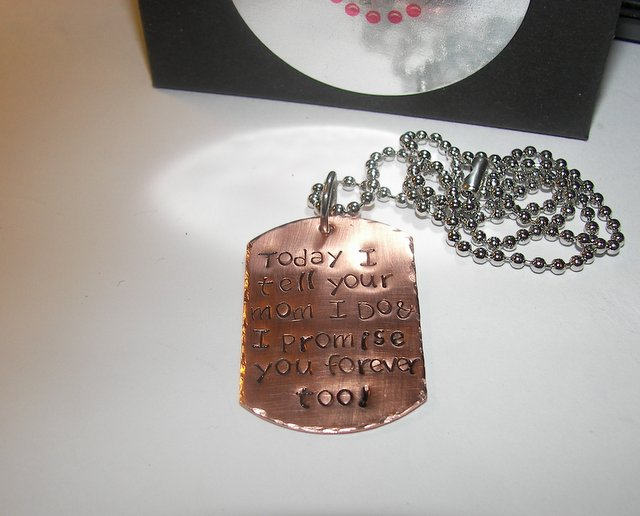 Today I
tell your
mom I DO &
I promise
you forever
too!